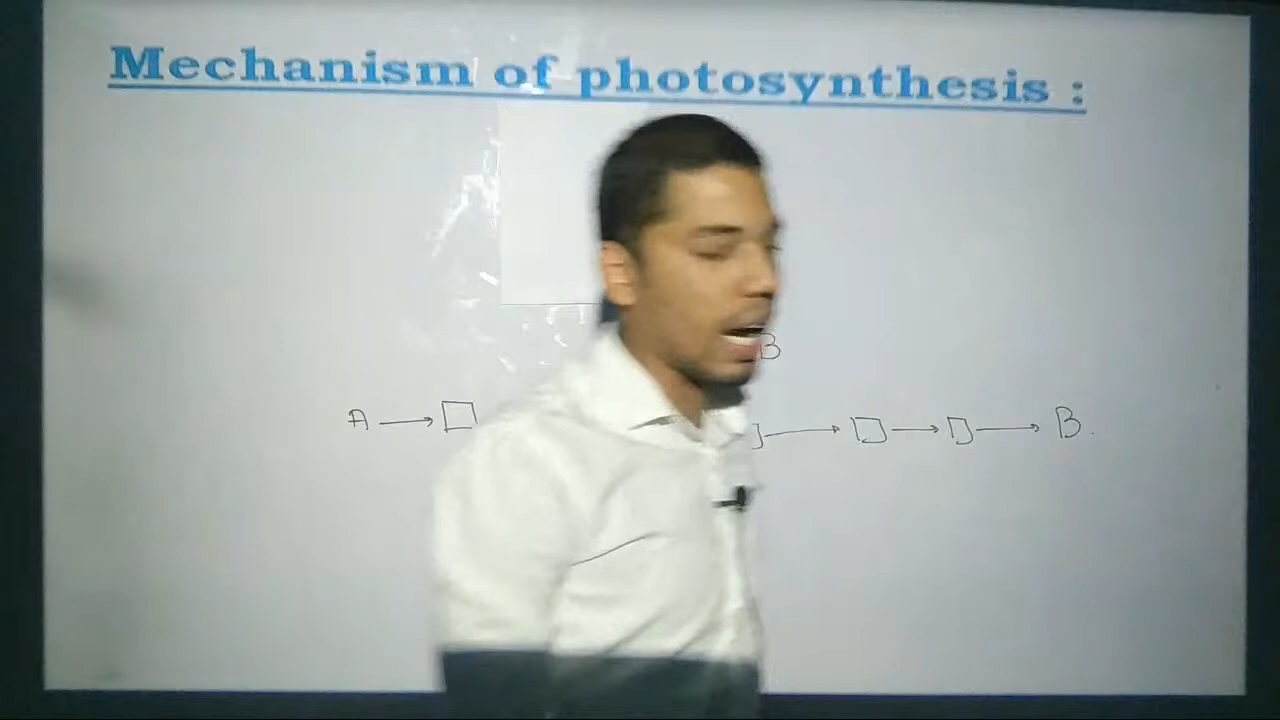 Mechanism of photosynthesis :
B
A → □ → □ → □ → B.